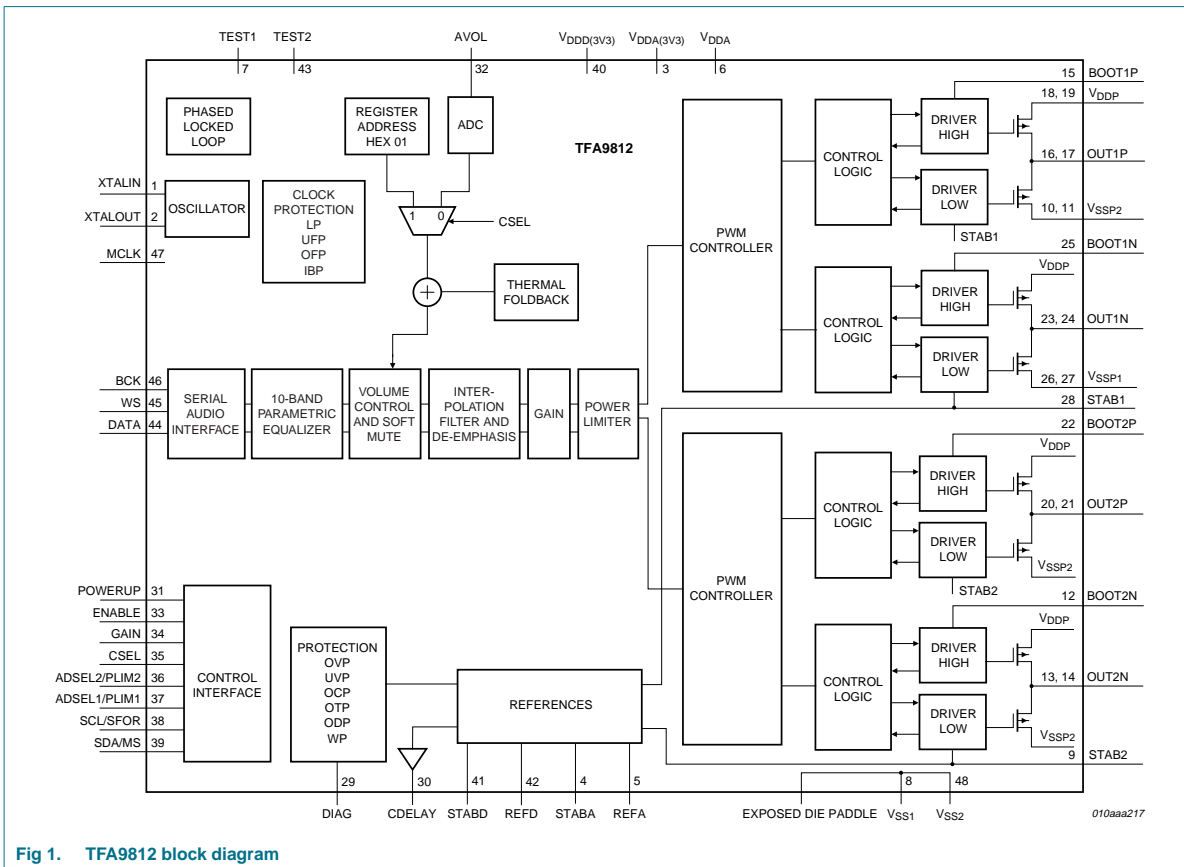 TEST1
TEST2
AVOL
VDDD(3V3)
VDDA(3V3)
VDDA
7
43
32
40
3
6
PHASED
LOCKED
LOOP
REGISTER
ADDRESS
HEX 01
ADC
TFA9812
XTALIN
1
XTALOUT
2
MCLK
47
OSCILLATOR
CLOCK
PROTECTION
LP
UFP
OFP
IBP
1
0
CSEL
+
THERMAL
FOLDBACK
BCK
46
WS
45
DATA
44
SERIAL
AUDIO
INTERFACE
10-BAND
PARAMETRIC
EQUALIZER
VOLUME
CONTROL
AND SOFT
MUTE
INTER-
POLATION
FILTER AND
DE-EMPHASIS
GAIN
POWER
LIMITER
PWM
CONTROLLER
CONTROL
LOGIC
DRIVER
HIGH
DRIVER
LOW
STAB1
15
BOOT1P
18, 19
VDDP
16, 17
OUT1P
10, 11
VSSP2
25
BOOT1N
CONTROL
LOGIC
DRIVER
HIGH
DRIVER
LOW
VDDP
23, 24
OUT1N
26, 27
VSSP1
28
STAB1
22
BOOT2P
PWM
CONTROLLER
CONTROL
LOGIC
DRIVER
HIGH
DRIVER
LOW
STAB2
VDDP
20, 21
OUT2P
VSSP2
12
BOOT2N
CONTROL
LOGIC
DRIVER
HIGH
DRIVER
LOW
VDDP
13, 14
OUT2N
VSSP2
9
STAB2
POWERUP
31
ENABLE
33
GAIN
34
CSEL
35
ADSEL2/PLIM2
36
ADSEL1/PLIM1
37
SCL/SFOR
38
SDA/MS
39
CONTROL
INTERFACE
PROTECTION
OVP
UVP
OCP
OTP
ODP
WP
REFERENCES
29
30
41
42
4
5
8
48
DIAG
CDELAY
STABD
REFD
STABA
REFA
EXPOSED DIE PADDLE
VSS1
VSS2
010aaa217
Fig 1. TFA9812 block diagram